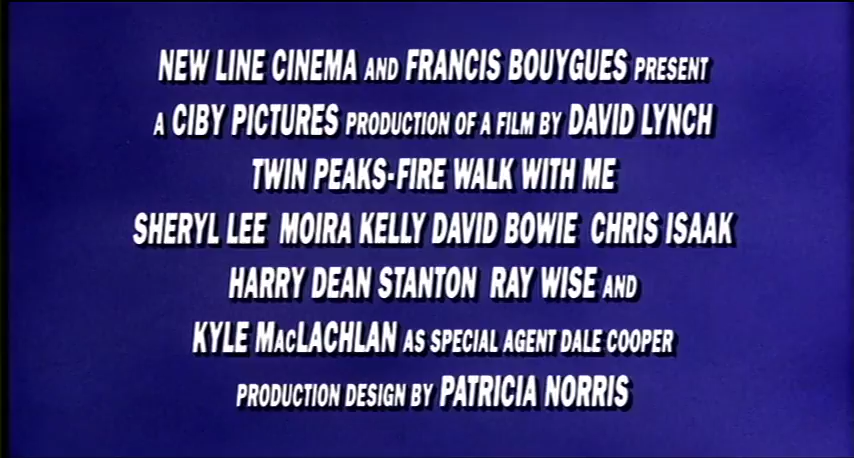 NEW LINE CINEMA AND FRANCIS BOUYGUES PRESENT
A CIBY PICTURES PRODUCTION OF A FILM BY DAVID LYNCH
TWIN PEAKS-FIRE WALK WITH ME
SHERYL LEE MOIRA KELLY DAVID BOWIE CHRIS ISAAK
HARRY DEAN STANTON RAY WISE AND
KYLE MACLACHLAN AS SPECIAL AGENT DALE COOPER
PRODUCTION DESIGN BY PATRICIA NORRIS